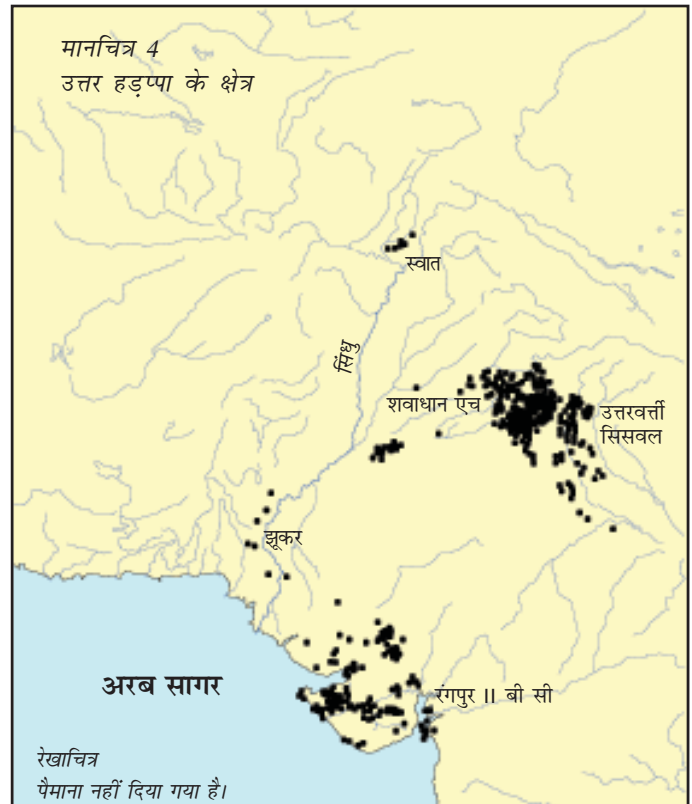 मानचित्र 4
उत्तर हड़प्पा के क्षेत्र
स्वात
सिंधु
शवाधान एच
उत्तरवर्त्ती
सिसवल
झूकर
रंगपुर II बी सी
अरब सागर
रेखाचित्र
पैमाना नहीं दिया गया है।